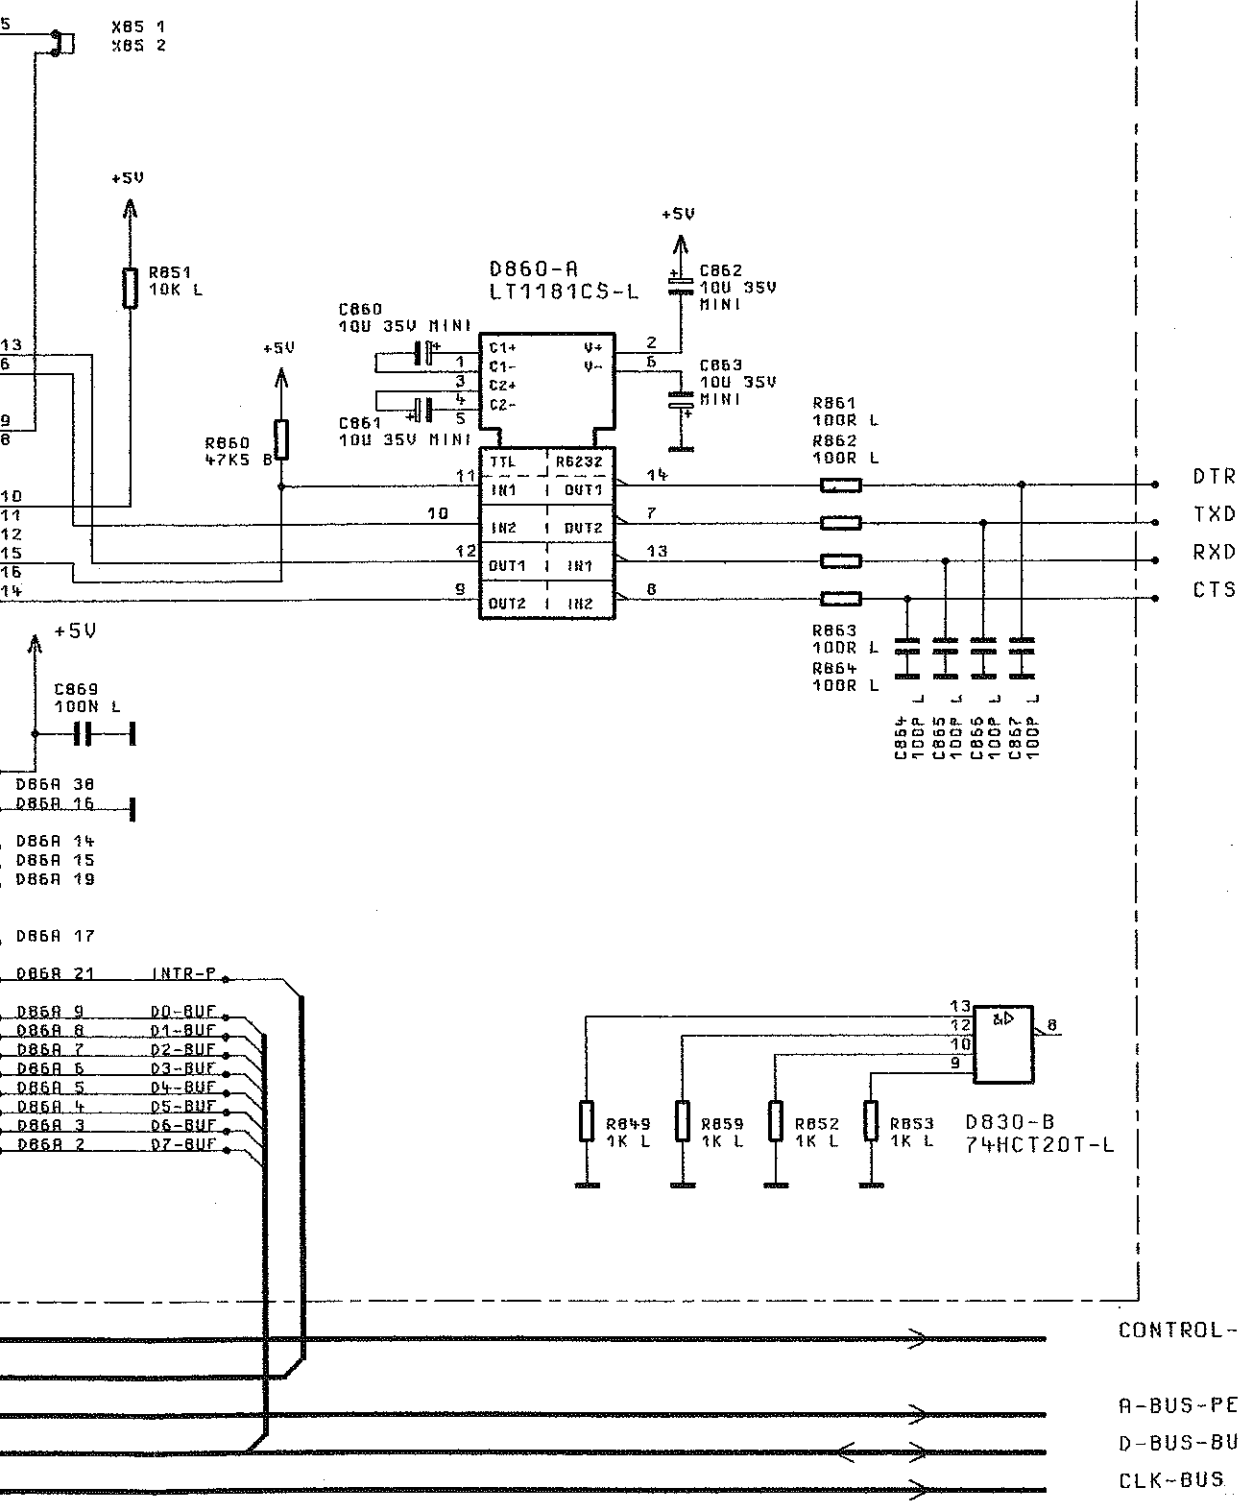 5
X85 1
X85 2
+5V
R851
10K L
+5V
D860-A
LT1181CS-L
C862
10U 35V
MINI
C860
10U 35V MINI
+5V
C1+
C1-
C2+
C2-
V+
V-
1
3
4
5
2
6
C863
10U 35V
MINI
C861
10U 35V MINI
R860
47K5 B
R861
100R L
R862
100R L
13
6
9
8
10
11
12
15
16
14
TTL
RS232
11
IN1
OUT1
14
DTR
10
IN2
OUT2
7
TXD
12
OUT1
IN1
13
RXD
9
OUT2
IN2
8
CTS
R863
100R L
R864
100R L
C864
100P L
C865
100P L
C866
100P L
C867
100P L
+5V
C869
100N L
D86A 38
D86A 16
D86A 14
D86A 15
D86A 19
D86A 17
D86A 21 INTR-P
D86A 9 D0-BUF
D86A 8 D1-BUF
D86A 7 D2-BUF
D86A 6 D3-BUF
D86A 5 D4-BUF
D86A 4 D5-BUF
D86A 3 D6-BUF
D86A 2 D7-BUF
13
12
10
9
&
8
R849
1K L
R859
1K L
R852
1K L
R853
1K L
D830-B
74HCT20T-L
CONTROL-
A-BUS-PE
D-BUS-BU
CLK-BUS